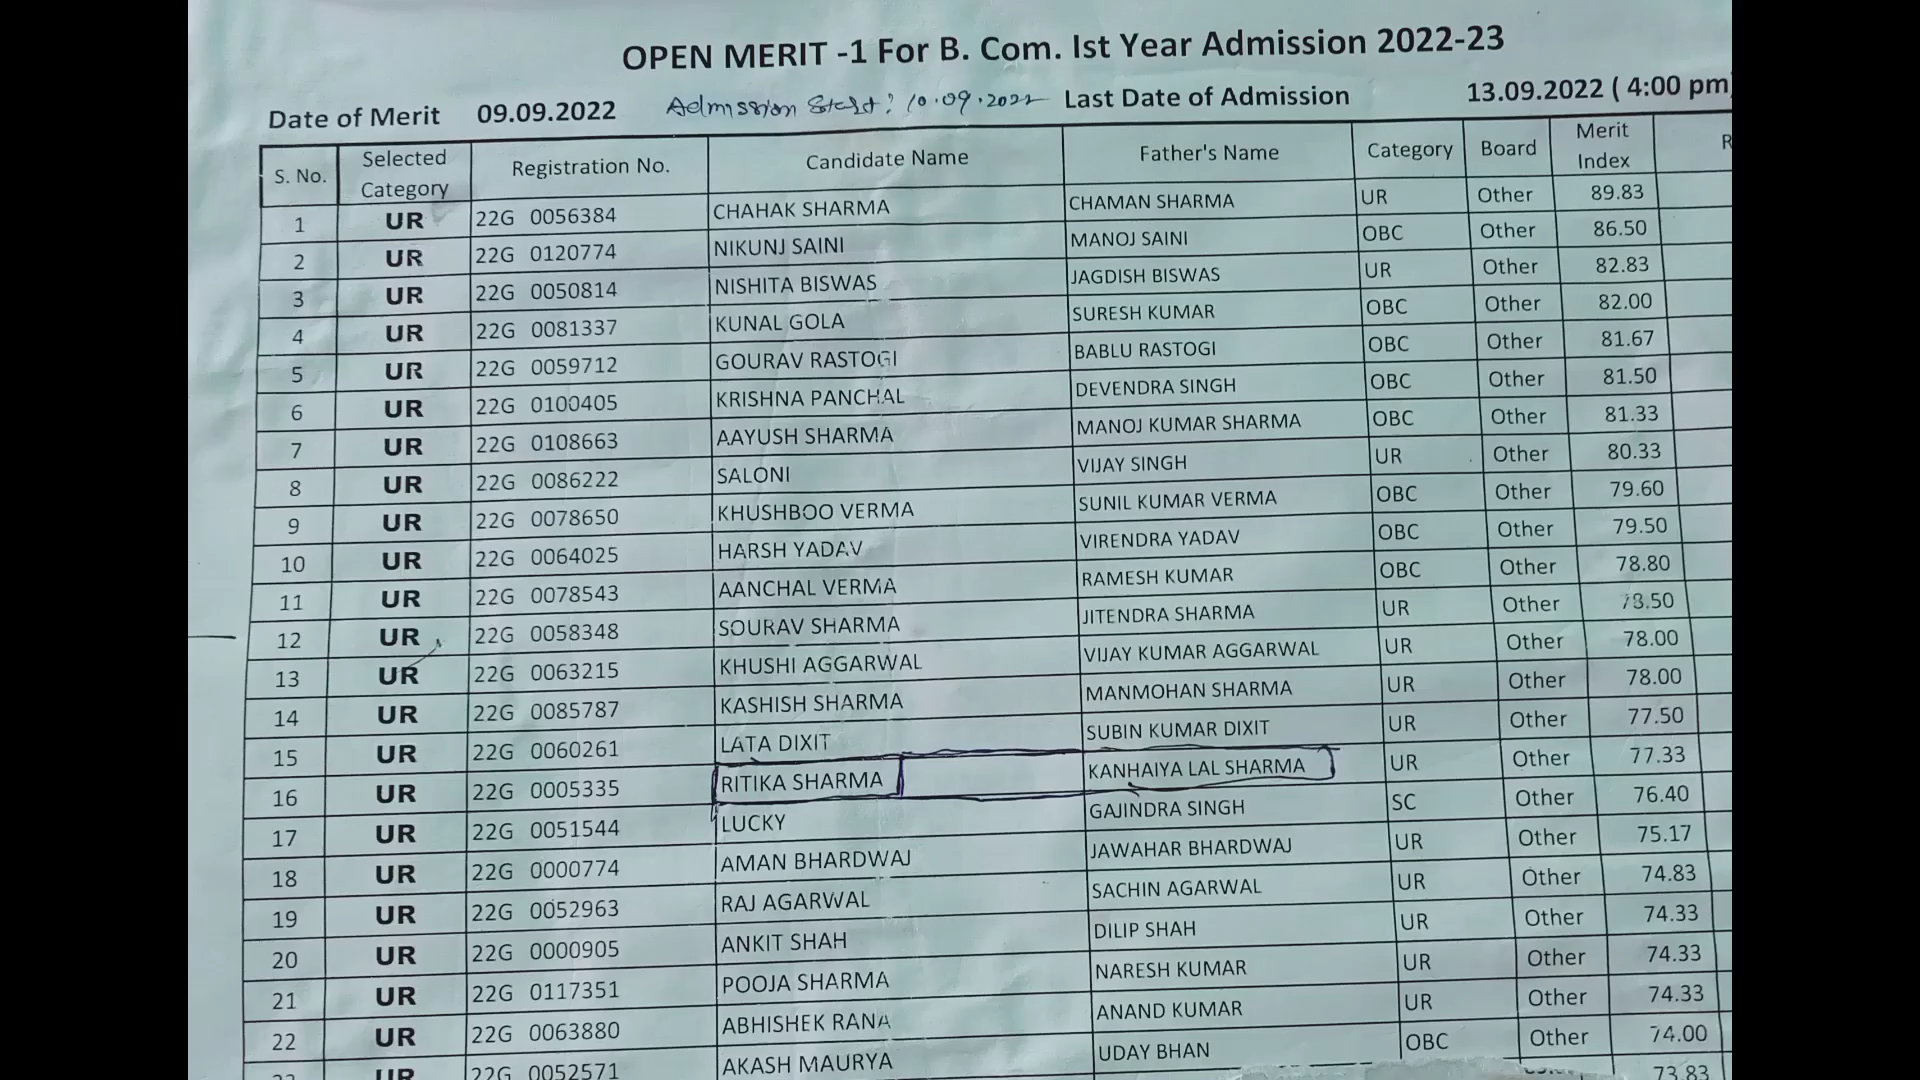 OPEN MERIT -1 For B. Com. Ist Year Admission 2022-23
Date of Merit 09.09.2022 Admission Start: 10.09.2022 Last Date of Admission 13.09.2022 ( 4:00 pm
S. No. Selected Category Registration No. Candidate Name Father's Name Category Board Merit Index R
1 UR 22G 0056384 CHAHAK SHARMA CHAMAN SHARMA UR Other 89.83
2 UR 22G 0120774 NIKUNJ SAINI MANOJ SAINI OBC Other 86.50
3 UR 22G 0050814 NISHITA BISWAS JAGDISH BISWAS UR Other 82.83
4 UR 22G 0081337 KUNAL GOLA SURESH KUMAR OBC Other 82.00
5 UR 22G 0059712 GOURAV RASTOGI BABLU RASTOGI OBC Other 81.67
6 UR 22G 0100405 KRISHNA PANCHAL DEVENDRA SINGH OBC Other 81.50
7 UR 22G 0108663 AAYUSH SHARMA MANOJ KUMAR SHARMA OBC Other 81.33
8 UR 22G 0086222 SALONI VIJAY SINGH UR Other 80.33
9 UR 22G 0078650 KHUSHBOO VERMA SUNIL KUMAR VERMA OBC Other 79.60
10 UR 22G 0064025 HARSH YADAV VIRENDRA YADAV OBC Other 79.50
11 UR 22G 0078543 AANCHAL VERMA RAMESH KUMAR OBC Other 78.80
12 UR 22G 0058348 SOURAV SHARMA JITENDRA SHARMA UR Other 78.50
13 UR 22G 0063215 KHUSHI AGGARWAL VIJAY KUMAR AGGARWAL UR Other 78.00
14 UR 22G 0085787 KASHISH SHARMA MANMOHAN SHARMA UR Other 78.00
15 UR 22G 0060261 LATA DIXIT SUBIN KUMAR DIXIT UR Other 77.50
16 UR 22G 0005335 RITIKA SHARMA KANHAIYA LAL SHARMA UR Other 77.33
17 UR 22G 0051544 LUCKY GAJINDRA SINGH SC Other 76.40
18 UR 22G 0000774 AMAN BHARDWAJ JAWAHAR BHARDWAJ UR Other 75.17
19 UR 22G 0052963 RAJ AGARWAL SACHIN AGARWAL UR Other 74.83
20 UR 22G 0000905 ANKIT SHAH DILIP SHAH UR Other 74.33
21 UR 22G 0117351 POOJA SHARMA NARESH KUMAR UR Other 74.33
22 UR 22G 0063880 ABHISHEK RANA ANAND KUMAR UR Other 74.33
UR 22G 0052571 AKASH MAURYA UDAY BHAN OBC Other 74.00
73.83